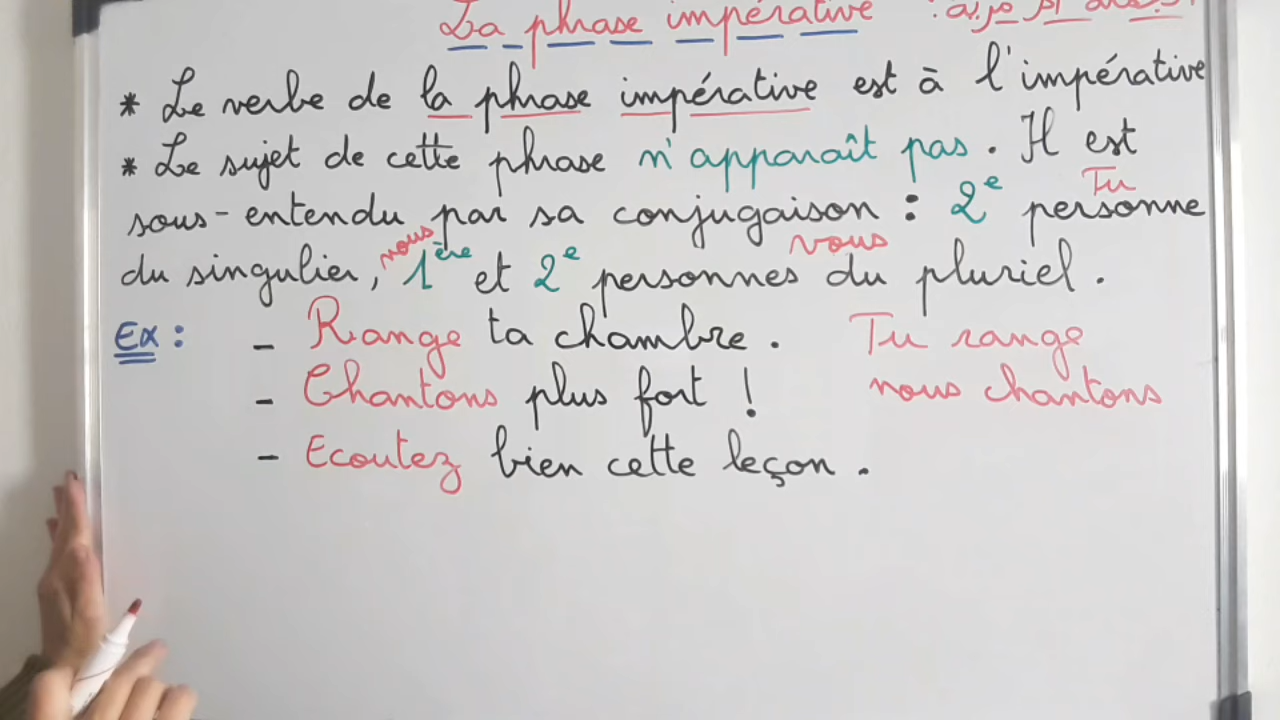 La phrase impérative :
* Le verbe de la phrase impérative est à l'impérative
* Le sujet de cette phrase n'apparaît pas. Il est
Tu
sous-entendu par sa conjugaison : 2e personne
nous vous
du singulier, 1ère et 2e personnes du pluriel.
Ex : - Range ta chambre. Tu range
- Chantons plus fort ! nous chantons
- Ecoutez bien cette leçon.